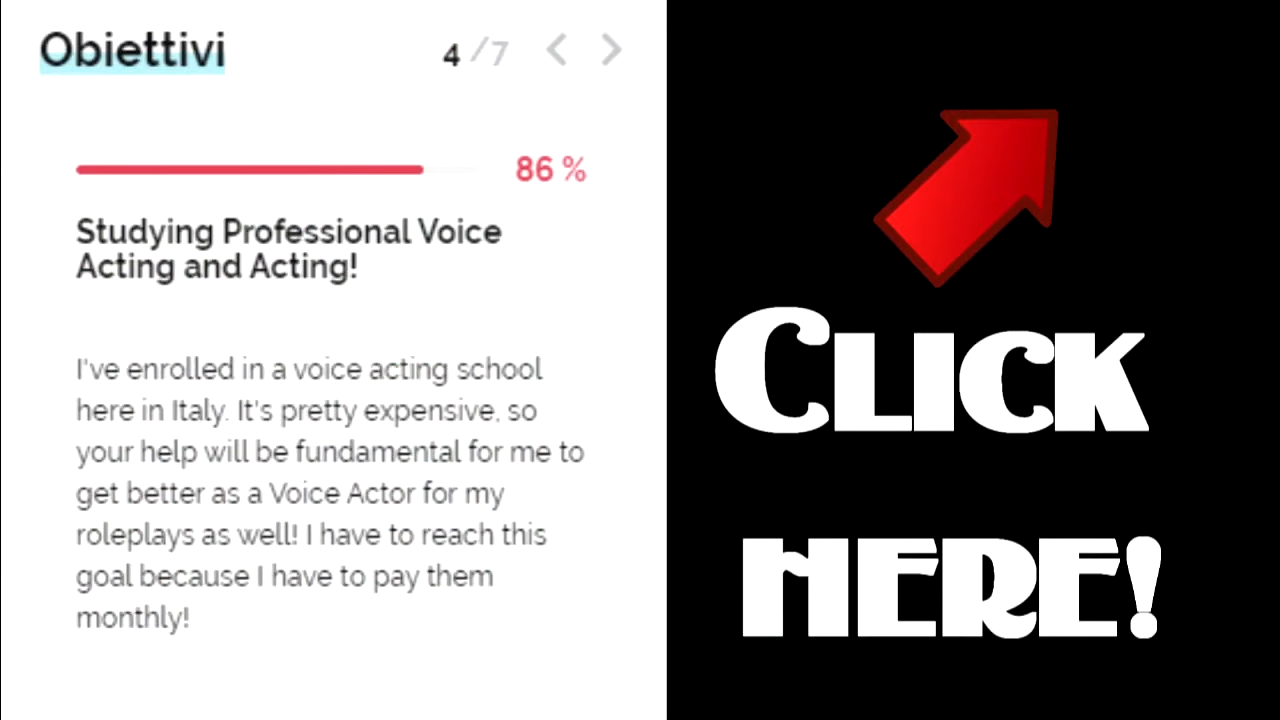 Obiettivi
4 /7
86 %
Studying Professional Voice
Acting and Acting!
I've enrolled in a voice acting school
here in Italy. It's pretty expensive, so
your help will be fundamental for me to
get better as a Voice Actor for my
roleplays as well! I have to reach this
goal because I have to pay them
monthly!
CLICK
HERE!